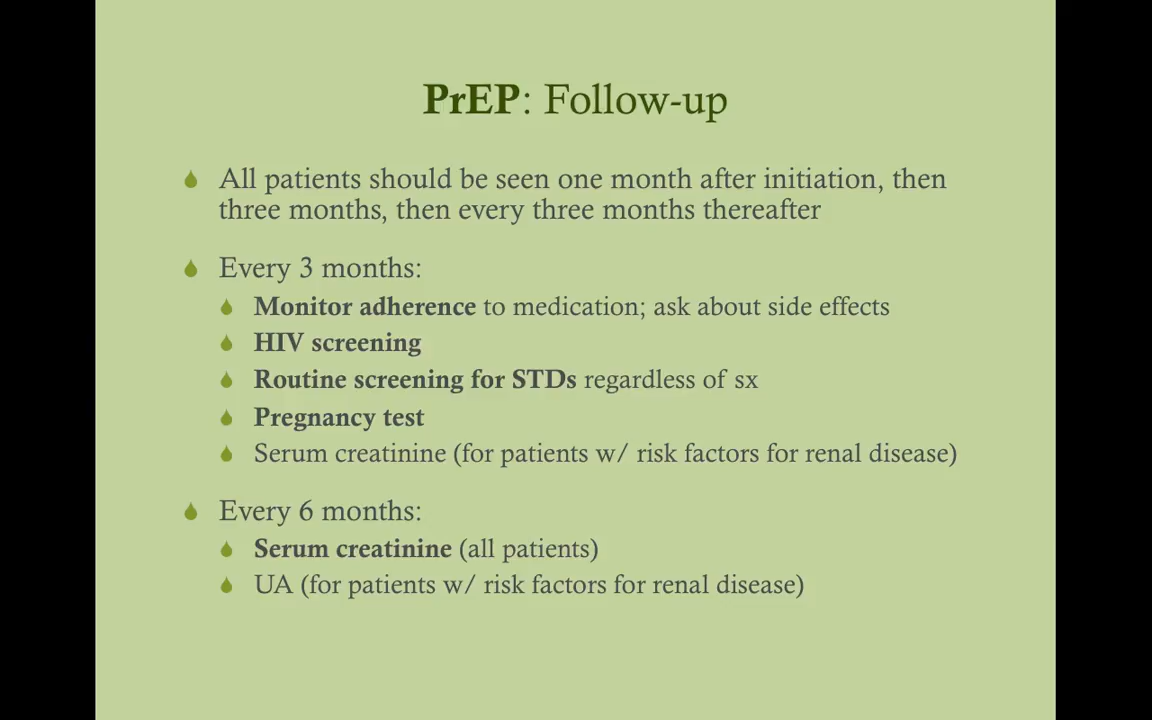 PrEP: Follow-up
All patients should be seen one month after initiation, then
three months, then every three months thereafter
Every 3 months:
Monitor adherence to medication; ask about side effects
HIV screening
Routine screening for STDs regardless of sx
Pregnancy test
Serum creatinine (for patients w/ risk factors for renal disease)
Every 6 months:
Serum creatinine (all patients)
UA (for patients w/ risk factors for renal disease)